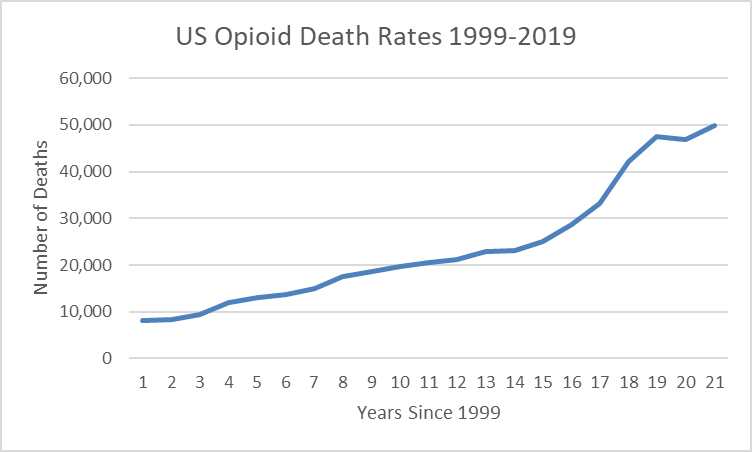 US Opioid Death Rates 1999-2019
60,000
50,000
40,000
30,000
20,000
10,000
0
Number of Deaths
1 2 3 4 5 6 7 8 9 10 11 12 13 14 15 16 17 18 19 20 21
Years Since 1999